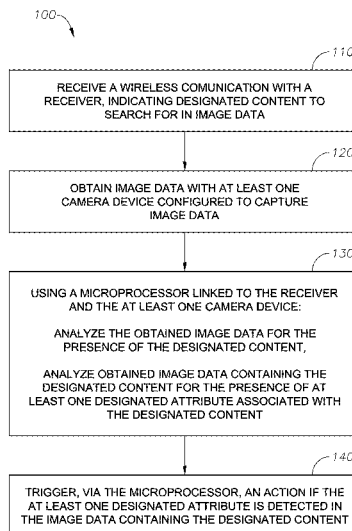 100
110
RECEIVE A WIRELESS COMUNICATION WITH A
RECEIVER, INDICATING DESIGNATED CONTENT TO
SEARCH FOR IN IMAGE DATA
120
OBTAIN IMAGE DATA WITH AT LEAST ONE
CAMERA DEVICE CONFIGURED TO CAPTURE
IMAGE DATA
130
USING A MICROPROCESSOR LINKED TO THE RECEIVER
AND THE AT LEAST ONE CAMERA DEVICE:
ANALYZE THE OBTAINED IMAGE DATA FOR THE
PRESENCE OF THE DESIGNATED CONTENT,
ANALYZE OBTAINED IMAGE DATA CONTAINING THE
DESIGNATED CONTENT FOR THE PRESENCE OF AT
LEAST ONE DESIGNATED ATTRIBUTE ASSOCIATED WITH
THE DESIGNATED CONTENT
140
TRIGGER, VIA THE MICROPROCESSOR, AN ACTION IF THE
AT LEAST ONE DESIGNATED ATTRIBUTE IS DETECTED IN
THE IMAGE DATA CONTAINING THE DESIGNATED CONTENT